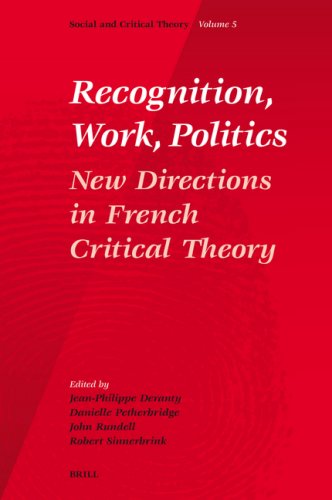 Social and Critical Theory / Volume 5
Recognition,
Work, Politics
New Directions
in French
Critical Theory
Edited by
Jean-Philippe Deranty
Danielle Petherbridge
John Rundell
Robert Sinnerbrink
BRILL